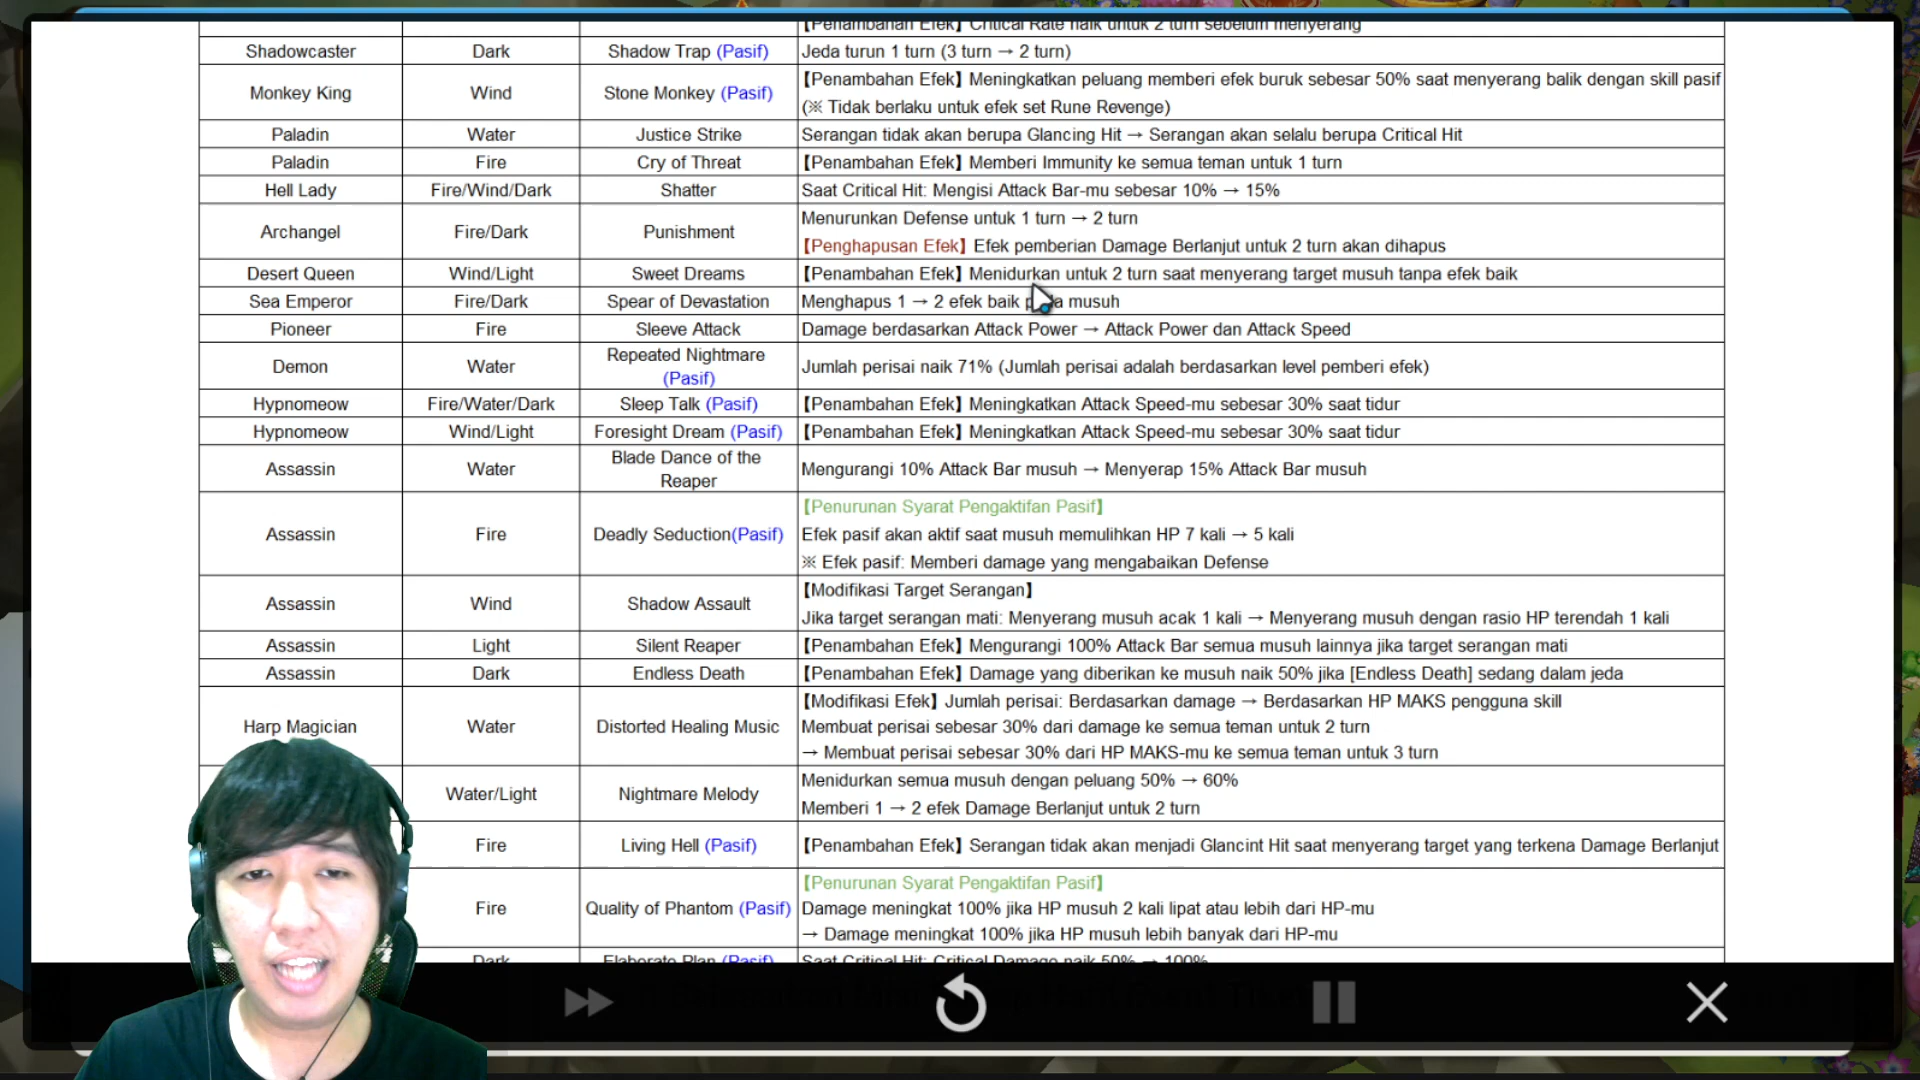 【Penambahan Efek】 Critical Rate naik untuk 2 turn sebelum menyerang
Shadowcaster Dark Shadow Trap (Pasif) Jeda turun 1 turn (3 turn → 2 turn)
Monkey King Wind Stone Monkey (Pasif) 【Penambahan Efek】 Meningkatkan peluang memberi efek buruk sebesar 50% saat menyerang balik dengan skill pasif
(※ Tidak berlaku untuk efek set Rune Revenge)
Paladin Water Justice Strike Serangan tidak akan berupa Glancing Hit → Serangan akan selalu berupa Critical Hit
Paladin Fire Cry of Threat 【Penambahan Efek】 Memberi Immunity ke semua teman untuk 1 turn
Hell Lady Fire/Wind/Dark Shatter Saat Critical Hit: Mengisi Attack Bar-mu sebesar 10% → 15%
Archangel Fire/Dark Punishment Menurunkan Defense untuk 1 turn → 2 turn
【Penghapusan Efek】 Efek pemberian Damage Berlanjut untuk 2 turn akan dihapus
Desert Queen Wind/Light Sweet Dreams 【Penambahan Efek】 Menidurkan untuk 2 turn saat menyerang target musuh tanpa efek baik
Sea Emperor Fire/Dark Spear of Devastation Menghapus 1 → 2 efek baik musuh
Pioneer Fire Sleeve Attack Damage berdasarkan Attack Power → Attack Power dan Attack Speed
Demon Water Repeated Nightmare
(Pasif) Jumlah perisai naik 71% (Jumlah perisai adalah berdasarkan level pemberi efek)
Hypnomeow Fire/Water/Dark Sleep Talk (Pasif) 【Penambahan Efek】 Meningkatkan Attack Speed-mu sebesar 30% saat tidur
Hypnomeow Wind/Light Foresight Dream (Pasif) 【Penambahan Efek】 Meningkatkan Attack Speed-mu sebesar 30% saat tidur
Assassin Water Blade Dance of the
Reaper Mengurangi 10% Attack Bar musuh → Menyerap 15% Attack Bar musuh
【Penurunan Syarat Pengaktifan Pasif】
Assassin Fire Deadly Seduction(Pasif) Efek pasif akan aktif saat musuh memulihkan HP 7 kali → 5 kali
※ Efek pasif: Memberi damage yang mengabaikan Defense
Assassin Wind Shadow Assault 【Modifikasi Target Serangan】
Jika target serangan mati: Menyerang musuh acak 1 kali → Menyerang musuh dengan rasio HP terendah 1 kali
Assassin Light Silent Reaper 【Penambahan Efek】 Mengurangi 100% Attack Bar semua musuh lainnya jika target serangan mati
Assassin Dark Endless Death 【Penambahan Efek】 Damage yang diberikan ke musuh naik 50% jika [Endless Death] sedang dalam jeda
【Modifikasi Efek】 Jumlah perisai: Berdasarkan damage → Berdasarkan HP MAKS pengguna skill
Harp Magician Water Distorted Healing Music Membuat perisai sebesar 30% dari damage ke semua teman untuk 2 turn
→ Membuat perisai sebesar 30% dari HP MAKS-mu ke semua teman untuk 3 turn
Water/Light Nightmare Melody Menidurkan semua musuh dengan peluang 50% → 60%
Memberi 1 → 2 efek Damage Berlanjut untuk 2 turn
Fire Living Hell (Pasif) 【Penambahan Efek】 Serangan tidak akan menjadi Glancint Hit saat menyerang target yang terkena Damage Berlanjut
【Penurunan Syarat Pengaktifan Pasif】
Fire Quality of Phantom (Pasif) Damage meningkat 100% jika HP musuh 2 kali lipat atau lebih dari HP-mu
→ Damage meningkat 100% jika HP musuh lebih banyak dari HP-mu
Dark Elaborate Plan (Pasif) Saat Critical Hit: Critical Damage naik 50% → 100%